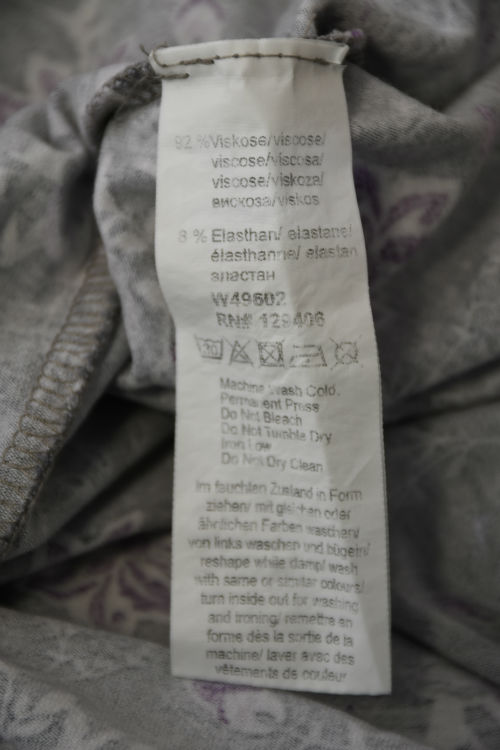 92 %Viskose/viscose/
viscose/viscosa/
viscose/viskoza/
вискоза/viskos
8 % Elasthan/ elastane/
élasthanne/ elastan
эластан
W49602
RN# 129406
Machine Wash Cold.
Permanent Press
Do Not Bleach
Do Not Tumble Dry
Iron Low
Do Not Dry Clean
im feuchten Zustand in Form
ziehen/ mit gleichen oder
ähnlichen Farben waschen/
von links waschen und bügeln/
reshape while damp/ wash
with same or similar colours/
turn inside out for washing
and ironing/ remettre en
forme dès la sortie de la
machine/ laver avec des
vêtements de couleur